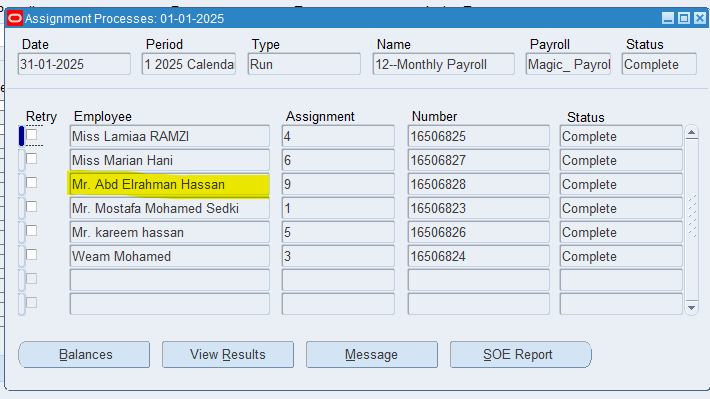 Assignment Processes: 01-01-2025
Date Period Type Name Payroll Status
31-01-2025 1 2025 Calenda Run 12--Monthly Payroll Magic_ Payrol Complete
Retry Employee Assignment Number Status
Miss Lamiaa RAMZI 4 16506825 Complete
Miss Marian Hani 6 16506827 Complete
Mr. Abd Elrahman Hassan 9 16506828 Complete
Mr. Mostafa Mohamed Sedki 1 16506823 Complete
Mr. kareem hassan 5 16506826 Complete
Weam Mohamed 3 16506824 Complete
Balances View Results Message SOE Report